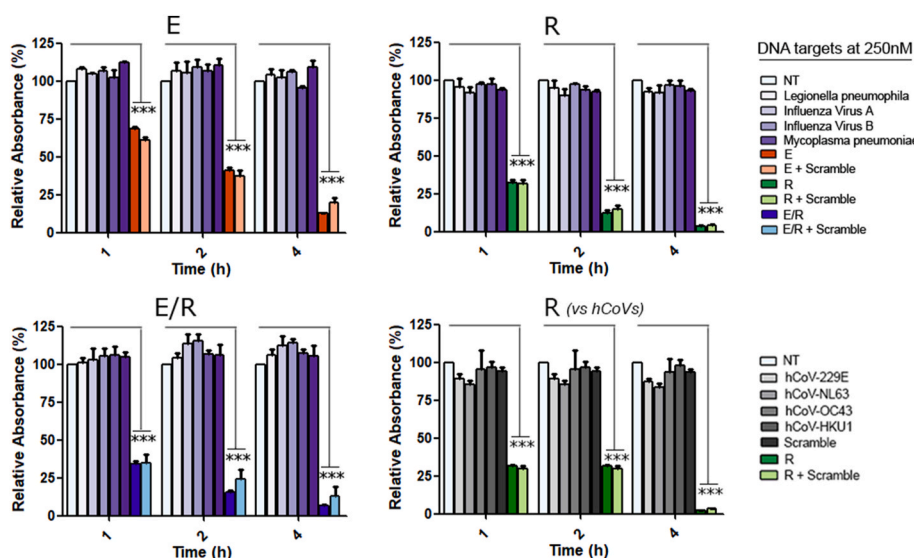 E
Relative Absorbance (%)
125
100
75
50
25
0
***
***
***
1
2
4
Time (h)
R
Relative Absorbance (%)
125
100
75
50
25
0
***
***
***
1
2
4
Time (h)
DNA targets at 250nM
NT
Legionella pneumophila
Influenza Virus A
Influenza Virus B
Mycoplasma pneumoniae
E
E + Scramble
R
R + Scramble
E/R
E/R + Scramble
E/R
Relative Absorbance (%)
125
100
75
50
25
0
***
***
***
1
2
4
Time (h)
R (vs hCoVs)
Relative Absorbance (%)
125
100
75
50
25
0
***
***
***
1
2
4
Time (h)
NT
hCoV-229E
hCoV-NL63
hCoV-OC43
hCoV-HKU1
Scramble
R
R + Scramble